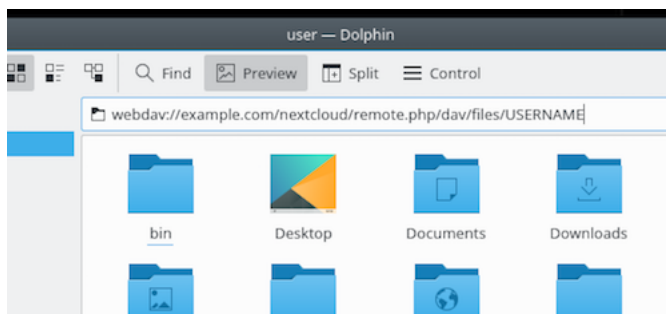 user — Dolphin
Find Preview Split Control
webdav://example.com/nextcloud/remote.php/dav/files/USERNAME
bin Desktop Documents Downloads